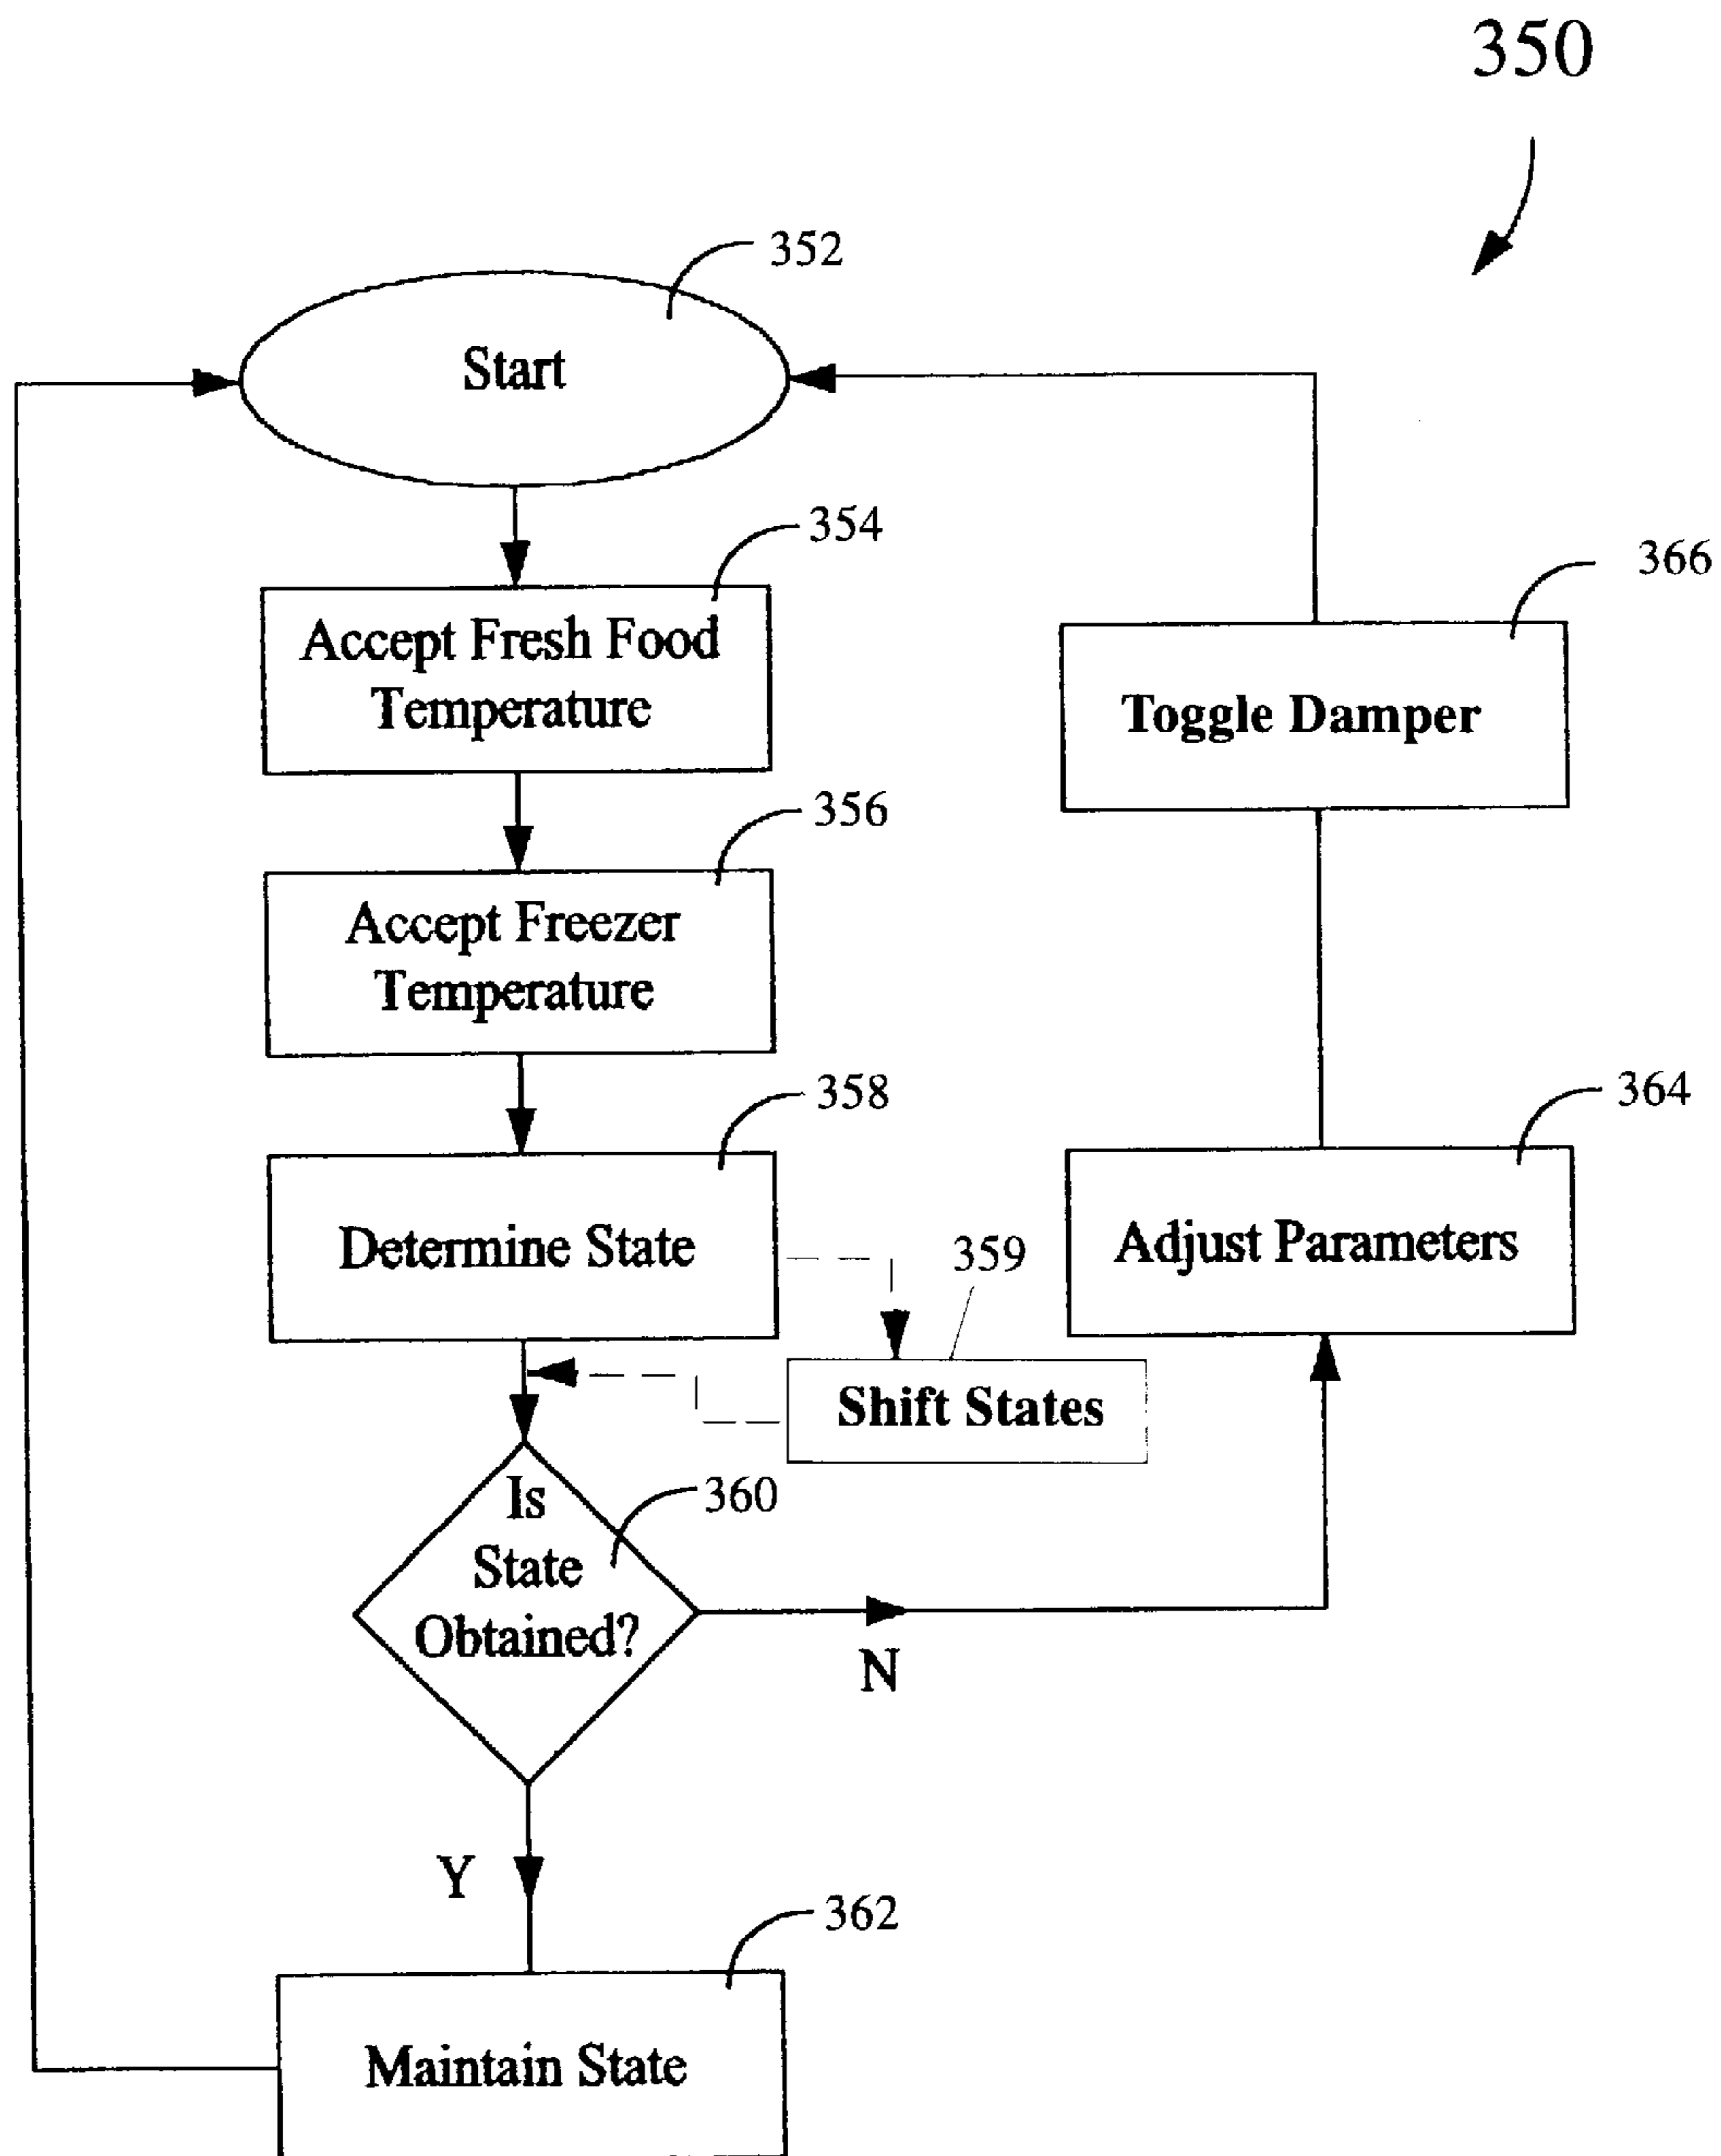 350
352
Start
354
Accept Fresh Food
Temperature
366
Toggle Damper
356
Accept Freezer
Temperature
358
Determine State
364
Adjust Parameters
359
Shift States
360
Is
State
Obtained?
N
Y
362
Maintain State